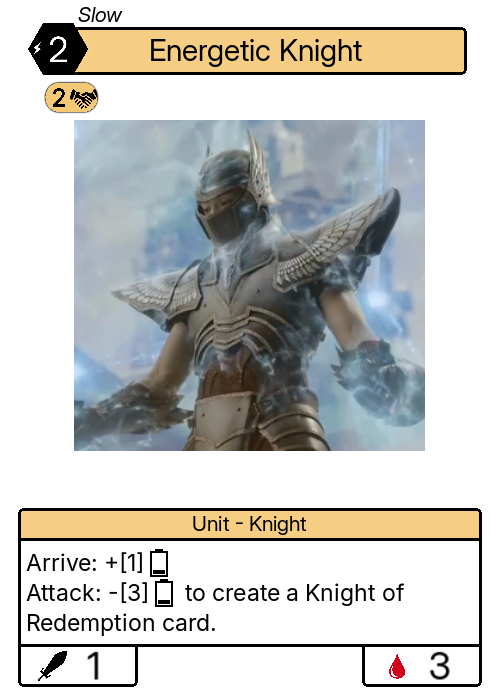 Slow
2
Energetic Knight
2
Unit - Knight
Arrive: +[1]
Attack: -[3] to create a Knight of
Redemption card.
1
3